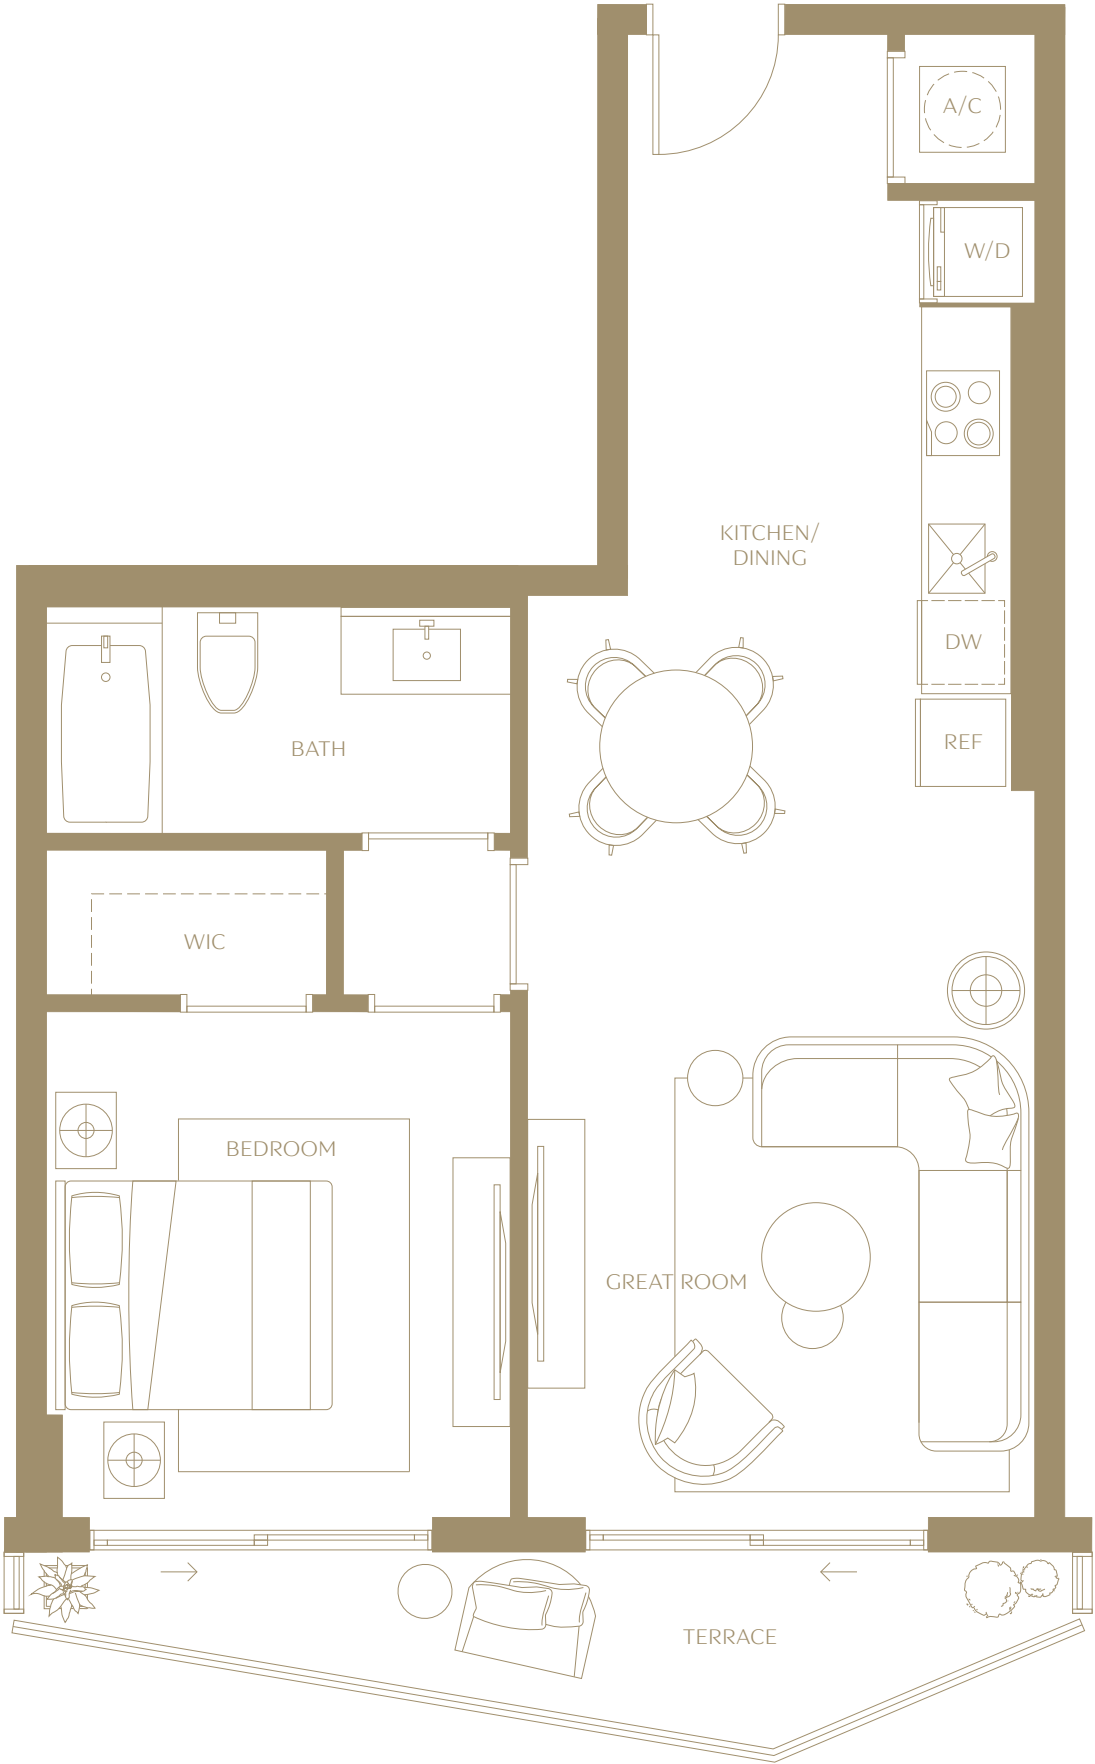 A/C
W/D
KITCHEN/
DINING
DW
REF
BATH
WIC
BEDROOM
GREAT ROOM
TERRACE